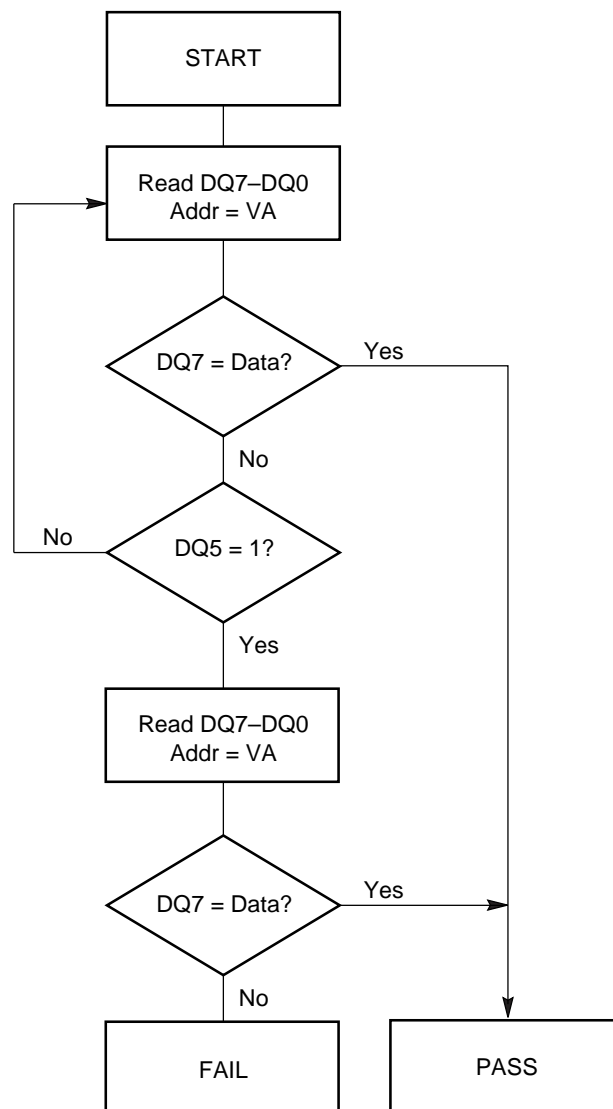 START
Read DQ7–DQ0
Addr = VA
DQ7 = Data?
Yes
No
No
DQ5 = 1?
Yes
Read DQ7–DQ0
Addr = VA
DQ7 = Data?
Yes
No
FAIL
PASS